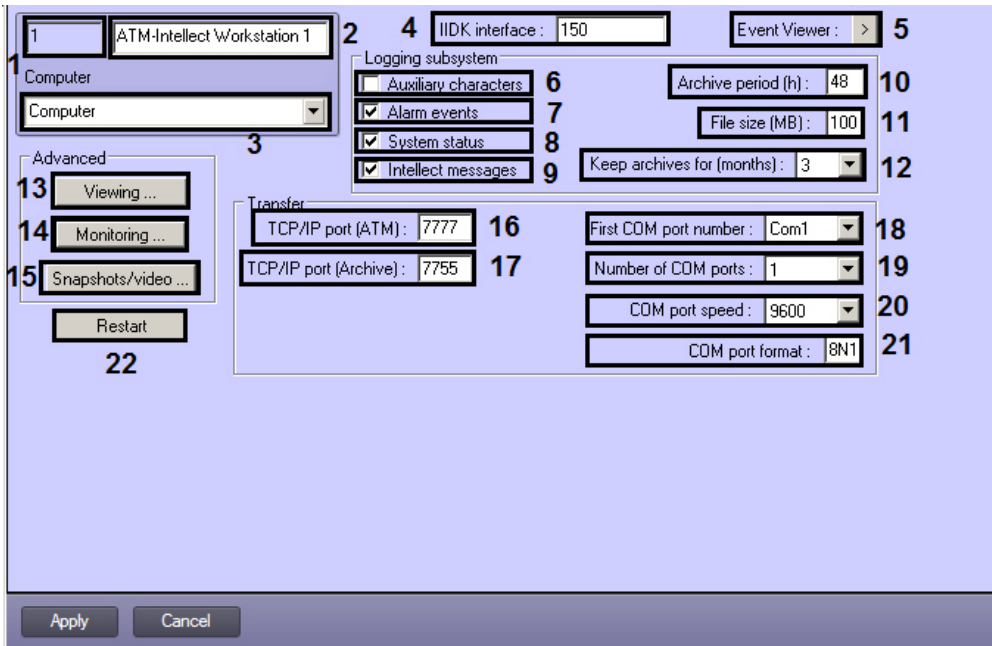 1 ATM-Intellect Workstation 1 2 4 IIDK interface : 150 Event Viewer : > 5
1
Computer
Computer
3
Logging subsystem
Auxiliary characters 6 Archive period (h) : 48 10
Alarm events 7 File size (MB) : 100 11
System status 8
Intellect messages 9 Keep archives for (months) : 3 12
Advanced
13 Viewing ...
14 Monitoring ...
15 Snapshots/video ...
Restart
22
Transfer
TCP/IP port (ATM) : 7777 16 First COM port number : Com1 18
TCP/IP port (Archive) : 7755 17 Number of COM ports : 1 19
COM port speed : 9600 20
COM port format : 8N1 21
Apply Cancel